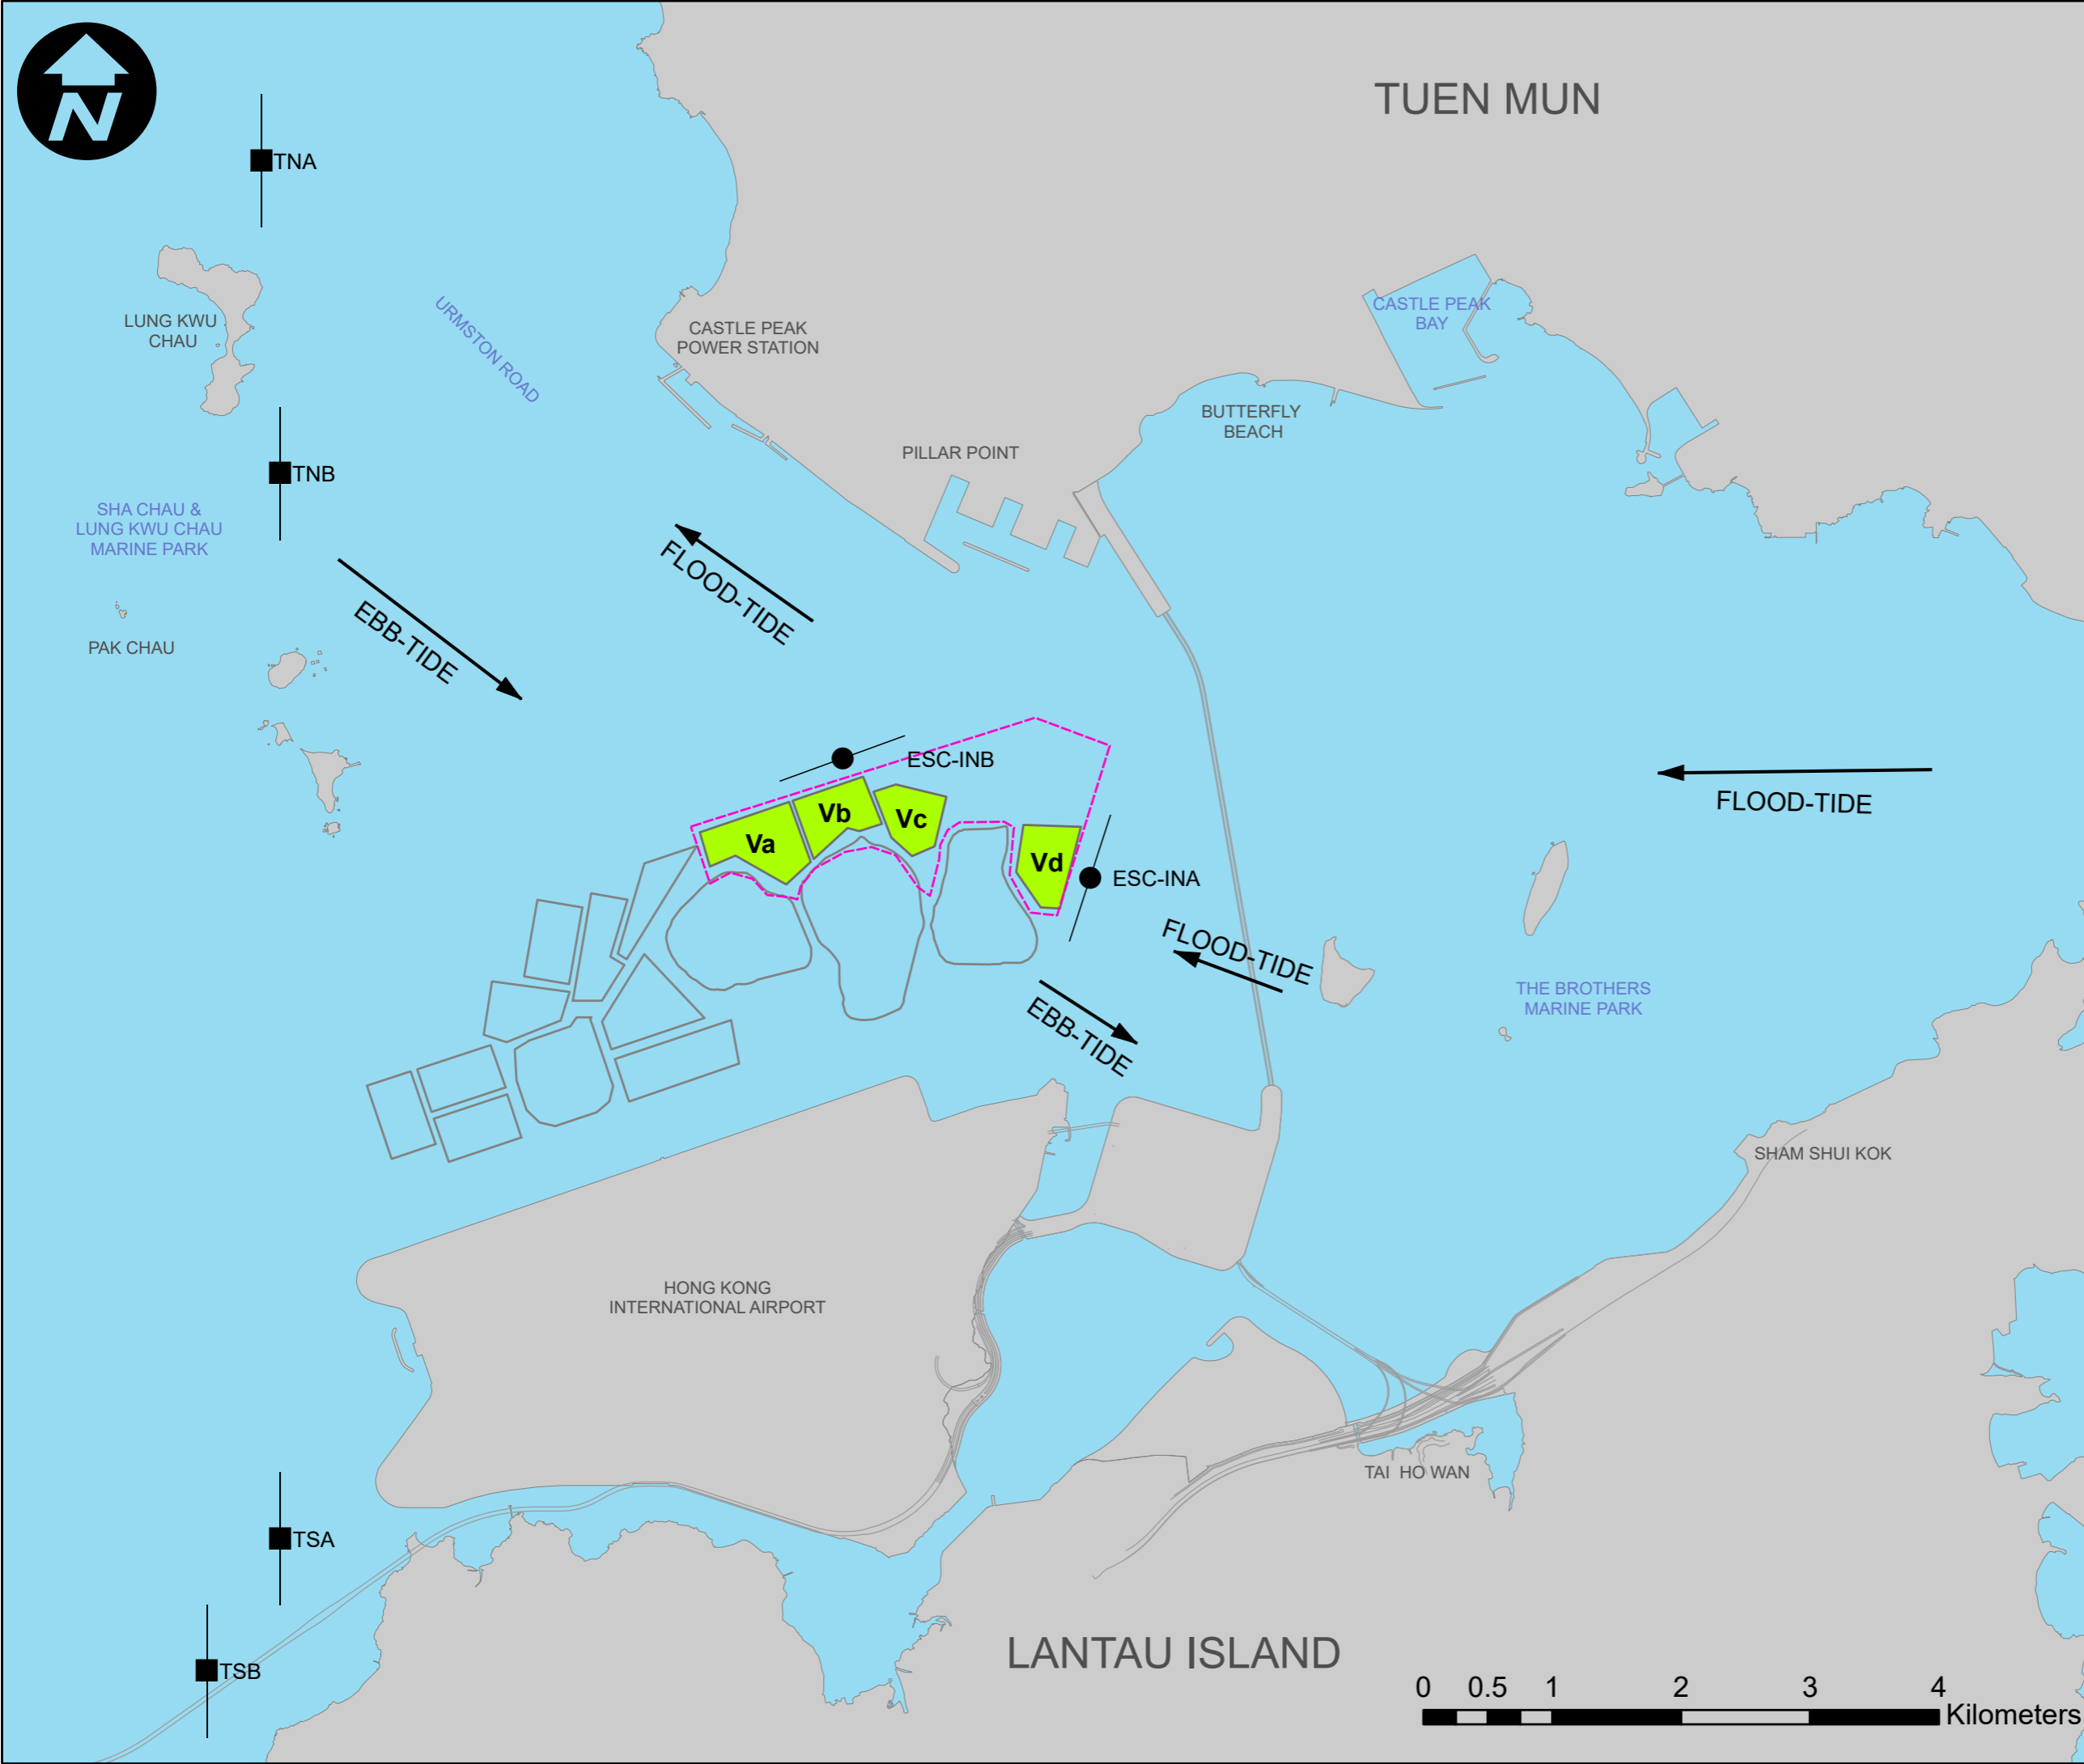 TUEN MUN
N
TNA
LUNG KWU
CHAU
URMSTON ROAD
CASTLE PEAK
POWER STATION
CASTLE PEAK
BAY
BUTTERFLY
BEACH
PILLAR POINT
TNB
SHA CHAU &
LUNG KWU CHAU
MARINE PARK
FLOOD-TIDE
EBB-TIDE
PAK CHAU
ESC-INB
FLOOD-TIDE
Va
Vb
Vc
Vd
ESC-INA
FLOOD-TIDE
EBB-TIDE
THE BROTHERS
MARINE PARK
SHAM SHUI KOK
HONG KONG
INTERNATIONAL AIRPORT
TAI HO WAN
TSA
TSB
LANTAU ISLAND
0 0.5 1 2 3 4
Kilometers